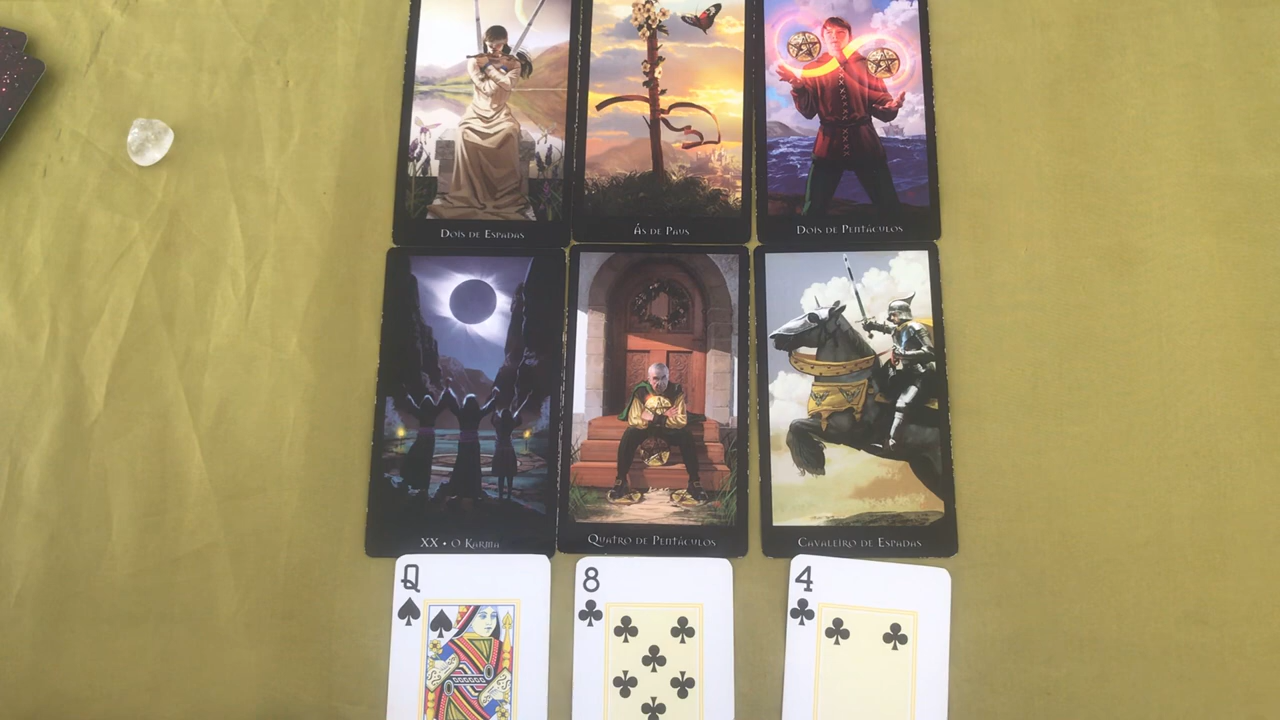 Dois de Espadas
Ás de Paus
Dois de Pentáculos
XX • O Karma
Quatro de Pentáculos
Cavaleiro de Espadas
Q
8
4